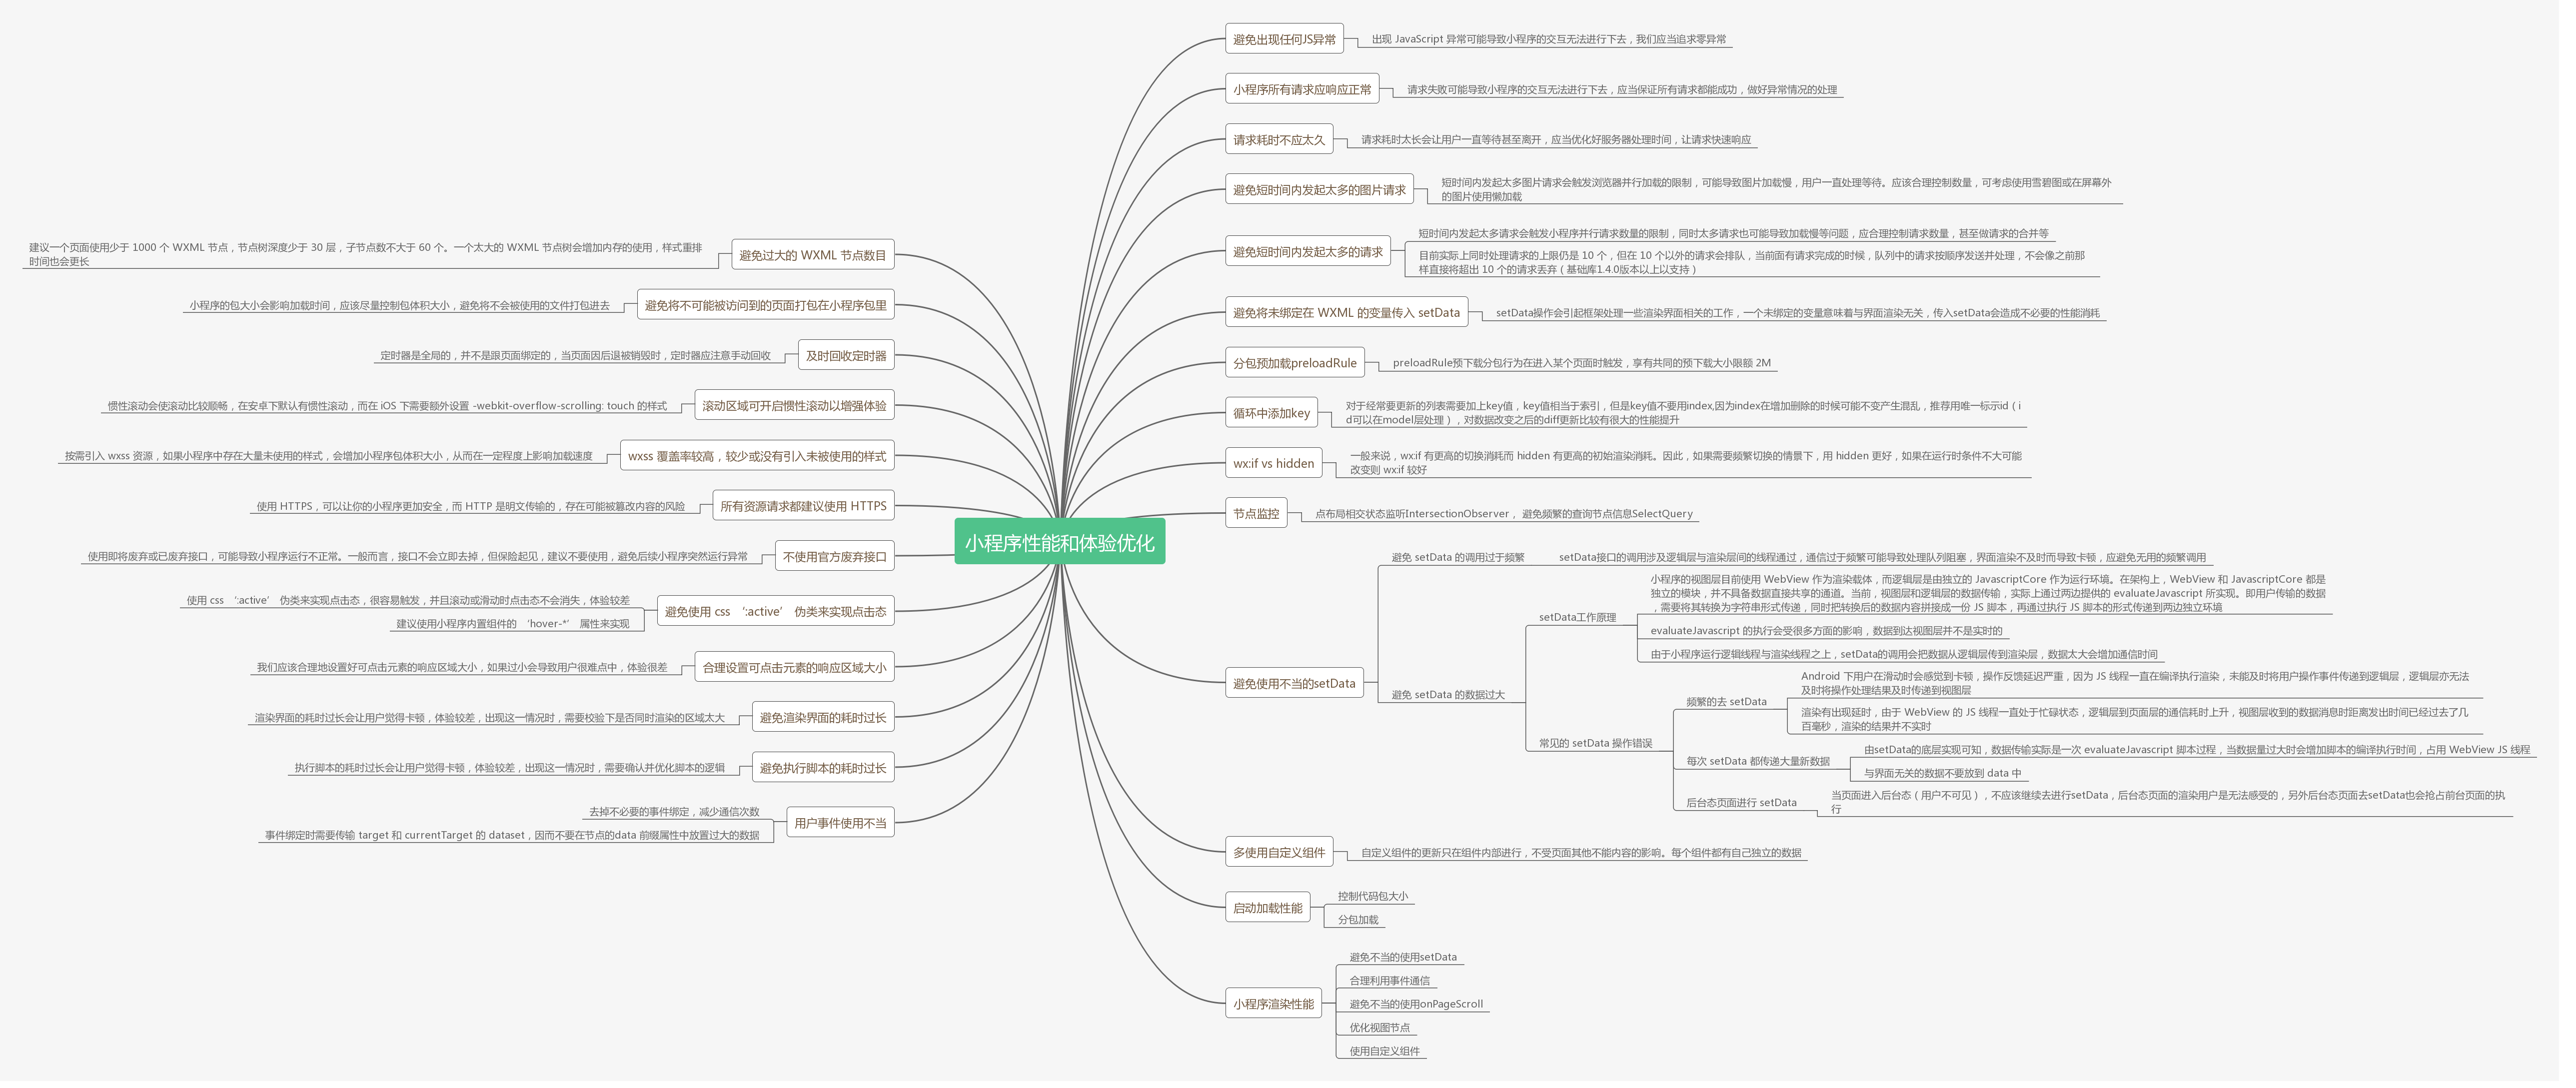 小程序性能和体验优化
避免出现任何JS异常
出现 JavaScript 异常可能导致小程序的交互无法进行下去，我们应当追求零异常
小程序所有请求应响应正常
请求失败可能导致小程序的交互无法进行下去，应当保证所有请求都能成功，做好异常情况的处理
请求耗时不应太久
请求耗时太长会让用户一直等待甚至离开，应当优化好服务器处理时间，让请求快速响应
避免短时间内发起太多的图片请求
短时间内发起太多图片请求会触发浏览器并行加载的限制，可能导致图片加载慢，用户一直处理等待。应该合理控制数量，可考虑使用雪碧图或在屏幕外
的图片使用懒加载
避免短时间内发起太多的请求
短时间内发起太多请求会触发小程序并行请求数量的限制，同时太多请求也可能导致加载慢等问题，应合理控制请求数量，甚至做请求的合并等
目前实际上同时处理请求的上限仍是 10 个，但在 10 个以外的请求会排队，当前面有请求完成的时候，队列中的请求按顺序发送并处理，不会像之前那
样直接将超出 10 个的请求丢弃（基础库1.4.0版本以上以支持）
避免将未绑定在 WXML 的变量传入 setData
setData操作会引起框架处理一些渲染界面相关的工作，一个未绑定的变量意味着与界面渲染无关，传入setData会造成不必要的性能消耗
分包预加载preloadRule
preloadRule预下载分包行为在进入某个页面时触发，享有共同的预下载大小限额 2M
循环中添加key
对于经常要更新的列表需要加上key值，key值相当于索引，但是key值不要用index,因为index在增加删除的时候可能不变产生混乱，推荐用唯一标示id（i
d可以在model层处理），对数据改变之后的diff更新比较有很大的性能提升
wx:if vs hidden
一般来说，wx:if 有更高的切换消耗而 hidden 有更高的初始渲染消耗。因此，如果需要频繁切换的情景下，用 hidden 更好，如果在运行时条件不大可能
改变则 wx:if 较好
节点监控
点布局相交状态监听IntersectionObserver， 避免频繁的查询节点信息SelectQuery
避免使用不当的setData
避免 setData 的调用过于频繁
setData接口的调用涉及逻辑层与渲染层间的线程通过，通信过于频繁可能导致处理队列阻塞，界面渲染不及时而导致卡顿，应避免无用的频繁调用
避免 setData 的数据过大
setData工作原理
小程序的视图层目前使用 WebView 作为渲染载体，而逻辑层是由独立的 JavascriptCore 作为运行环境。在架构上，WebView 和 JavascriptCore 都是
独立的模块，并不具备数据直接共享的通道。当前，视图层和逻辑层的数据传输，实际上通过两边提供的 evaluateJavascript 所实现。即用户传输的数据
，需要将其转换为字符串形式传递，同时把转换后的数据内容拼接成一份 JS 脚本，再通过执行 JS 脚本的形式传递到两边独立环境
evaluateJavascript 的执行会受很多方面的影响，数据到达视图层并不是实时的
由于小程序运行逻辑线程与渲染线程之上，setData的调用会把数据从逻辑层传到渲染层，数据太大会增加通信时间
常见的 setData 操作错误
频繁的去 setData
Android 下用户在滑动时会感觉到卡顿，操作反馈延迟严重，因为 JS 线程一直在编译执行渲染，未能及时将用户操作事件传递到逻辑层，逻辑层亦无法
及时将操作处理结果及时传递到视图层
渲染有出现延时，由于 WebView 的 JS 线程一直处于忙碌状态，逻辑层到页面层的通信耗时上升，视图层收到的数据消息时距离发出时间已经过去了几
百毫秒，渲染的结果并不实时
每次 setData 都传递大量新数据
由setData的底层实现可知，数据传输实际是一次 evaluateJavascript 脚本过程，当数据量过大时会增加脚本的编译执行时间，占用 WebView JS 线程
与界面无关的数据不要放到 data 中
后台态页面进行 setData
当页面进入后台态（用户不可见），不应该继续去进行setData，后台态页面的渲染用户是无法感受的，另外后台态页面去setData也会抢占前台页面的执
行
多使用自定义组件
自定义组件的更新只在组件内部进行，不受页面其他不能内容的影响。每个组件都有自己独立的数据
启动加载性能
控制代码包大小
分包加载
小程序渲染性能
避免不当的使用setData
合理利用事件通信
避免不当的使用onPageScroll
优化视图节点
使用自定义组件
避免过大的 WXML 节点数目
建议一个页面使用少于 1000 个 WXML 节点，节点树深度少于 30 层，子节点数不大于 60 个。一个太大的 WXML 节点树会增加内存的使用，样式重排
时间也会更长
避免将不可能被访问到的页面打包在小程序包里
小程序的包大小会影响加载时间，应该尽量控制包体积大小，避免将不会被使用的文件打包进去
及时回收定时器
定时器是全局的，并不是跟页面绑定的，当页面因后退被销毁时，定时器应注意手动回收
滚动区域可开启惯性滚动以增强体验
惯性滚动会使滚动比较顺畅，在安卓下默认有惯性滚动，而在 iOS 下需要额外设置 -webkit-overflow-scrolling: touch 的样式
wxss 覆盖率较高，较少或没有引入未被使用的样式
按需引入 wxss 资源，如果小程序中存在大量未使用的样式，会增加小程序包体积大小，从而在一定程度上影响加载速度
所有资源请求都建议使用 HTTPS
使用 HTTPS，可以让你的小程序更加安全，而 HTTP 是明文传输的，存在可能被篡改内容的风险
不使用官方废弃接口
使用即将废弃或已废弃接口，可能导致小程序运行不正常。一般而言，接口不会立即去掉，但保险起见，建议不要使用，避免后续小程序突然运行异常
避免使用 css ‘:active’ 伪类来实现点击态
使用 css ‘:active’ 伪类来实现点击态，很容易触发，并且滚动或滑动时点击态不会消失，体验较差
建议使用小程序内置组件的 ‘hover-*’ 属性来实现
合理设置可点击元素的响应区域大小
我们应该合理地设置好可点击元素的响应区域大小，如果过小会导致用户很难点中，体验很差
避免渲染界面的耗时过长
渲染界面的耗时过长会让用户觉得卡顿，体验较差，出现这一情况时，需要校验下是否同时渲染的区域太大
避免执行脚本的耗时过长
执行脚本的耗时过长会让用户觉得卡顿，体验较差，出现这一情况时，需要确认并优化脚本的逻辑
用户事件使用不当
去掉不必要的事件绑定，减少通信次数
事件绑定时需要传输 target 和 currentTarget 的 dataset，因而不要在节点的data 前缀属性中放置过大的数据